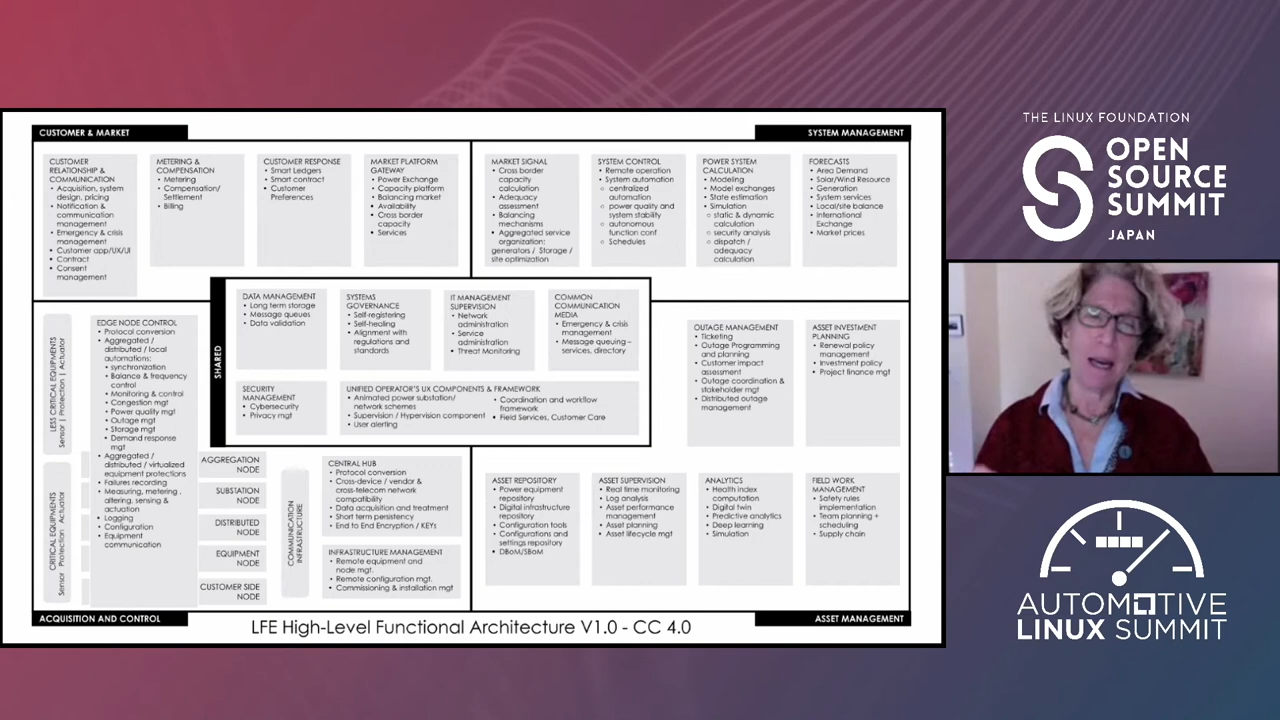 CUSTOMER & MARKET
SYSTEM MANAGEMENT
CUSTOMER
RELATIONSHIP &
COMMUNICATION
• Acquisition, system
design, pricing
• Notification &
communication
management
• Emergency & crisis
management
• Customer app/UX/UI
• Contract
• Consent
management
METERING &
COMPENSATION
• Metering
• Compensation/
Settlement
• Billing
CUSTOMER RESPONSE
• Smart Ledgers
• Smart contract
• Customer
Preferences
MARKET PLATFORM
GATEWAY
• Power Exchange
• Capacity platform
• Balancing market
• Availability
• Cross border
capacity
• Services
MARKET SIGNAL
• Cross border
capacity
calculation
• Adequacy
assessment
• Balancing
mechanisms
• Aggregated service
organization:
generators / Storage /
site optimization
SYSTEM CONTROL
• Remote operation
• System automation
○ centralized
automation
○ power quality and
system stability
○ autonomous
function conf
○ Schedules
POWER SYSTEM
CALCULATION
• Modeling
• Model exchanges
• State estimation
• Simulation
○ static & dynamic
calculation
○ security analysis
○ dispatch /
adequacy
calculation
FORECASTS
• Area Demand
• Solar/Wind Resource
• Generation
• System services
• Local/site balance
• International
Exchange
• Market prices
SHARED
DATA MANAGEMENT
• Long term storage
• Message queues
• Data validation
SYSTEMS
GOVERNANCE
• Self-registering
• Self-healing
• Alignment with
regulations and
standards
IT MANAGEMENT
SUPERVISION
• Network
administration
• Service
administration
• Threat Monitoring
COMMON
COMMUNICATION
MEDIA
• Emergency & crisis
management
• Message queuing –
services, directory
SECURITY
MANAGEMENT
• Cybersecurity
• Privacy mgt
UNIFIED OPERATOR'S UX COMPONENTS & FRAMEWORK
• Animated power substation/
network schemes
• Supervision / Hypervision component
• User alerting
• Coordination and workflow
framework
• Field Services, Customer Care
LESS CRITICAL EQUIPMENTS
Sensor | Protection | Actuator
CRITICAL EQUIPMENTS
Sensor Protection Actuator
EDGE NODE CONTROL
• Protocol conversion
• Aggregated /
distributed / local
automations:
• synchronization
• Balance & frequency
control
• Monitoring & control
• Congestion mgt
• Power quality mgt
• Outage mgt
• Storage mgt
• Demand response
mgt
• Aggregated /
distributed / virtualized
equipment protections
• Failures recording
• Measuring, metering ,
altering, sensing &
actuation
• Logging
• Configuration
• Equipment
communication
AGGREGATION
NODE
SUBSTATION
NODE
DISTRIBUTED
NODE
EQUIPMENT
NODE
CUSTOMER SIDE
NODE
COMMUNICATION
INFRASTRUCTURE
CENTRAL HUB
• Protocol conversion
• Cross-device / vendor &
cross-telecom network
compatibility
• Data acquisition and treatment
• Short term persistency
• End to End Encryption / KEYs
INFRASTRUCTURE MANAGEMENT
• Remote equipment and
node mgt.
• Remote configuration mgt.
• Commissioning & installation mgt
OUTAGE MANAGEMENT
• Ticketing
• Outage Programming
and planning
• Customer impact
assessment
• Outage coordination &
stakeholder mgt
• Distributed outage
management
ASSET INVESTMENT
PLANNING
• Renewal policy
management
• Investment policy
• Project finance mgt
ASSET REPOSITORY
• Power equipment
repository
• Digital infrastructure
repository
• Configuration tools
• Configurations and
settings repository
• DBoM/SBoM
ASSET SUPERVISION
• Real time monitoring
• Log analysis
• Asset performance
management
• Asset planning
• Asset lifecycle mgt
ANALYTICS
• Health index
computation
• Digital twin
• Predictive analytics
• Deep learning
• Simulation
FIELD WORK
MANAGEMENT
• Safety rules
implementation
• Team planning +
scheduling
• Supply chain
ACQUISITION AND CONTROL
ASSET MANAGEMENT
LFE High-Level Functional Architecture V1.0 - CC 4.0
THE LINUX FOUNDATION
OPEN
SOURCE
SUMMIT
JAPAN
AUTOMOTIVE
LINUX SUMMIT